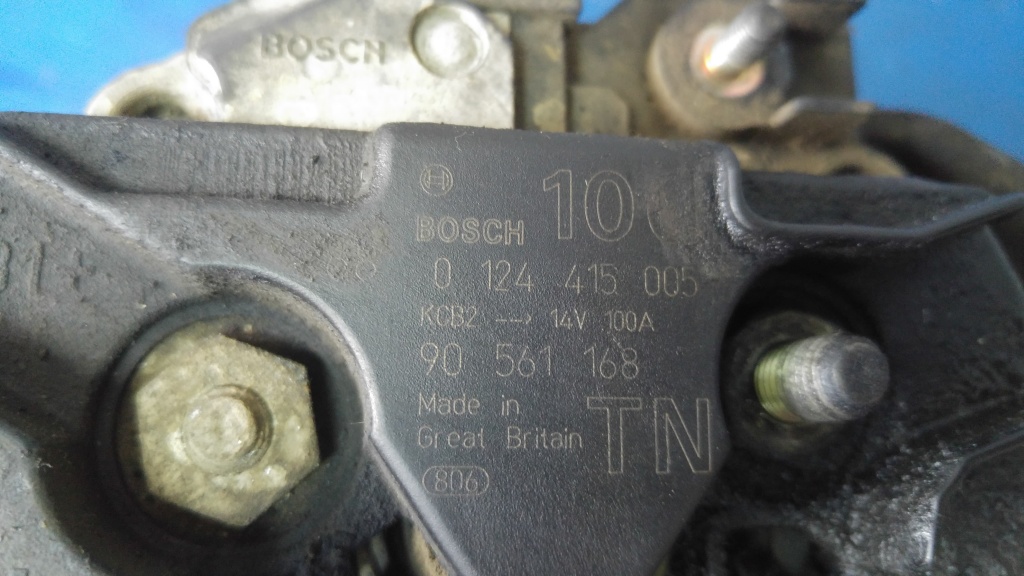 BOSCH
BOSCH 10
0 124 415 005
KCB2 → 14V 100A
90 561 168
Made in
Great Britain TN
806